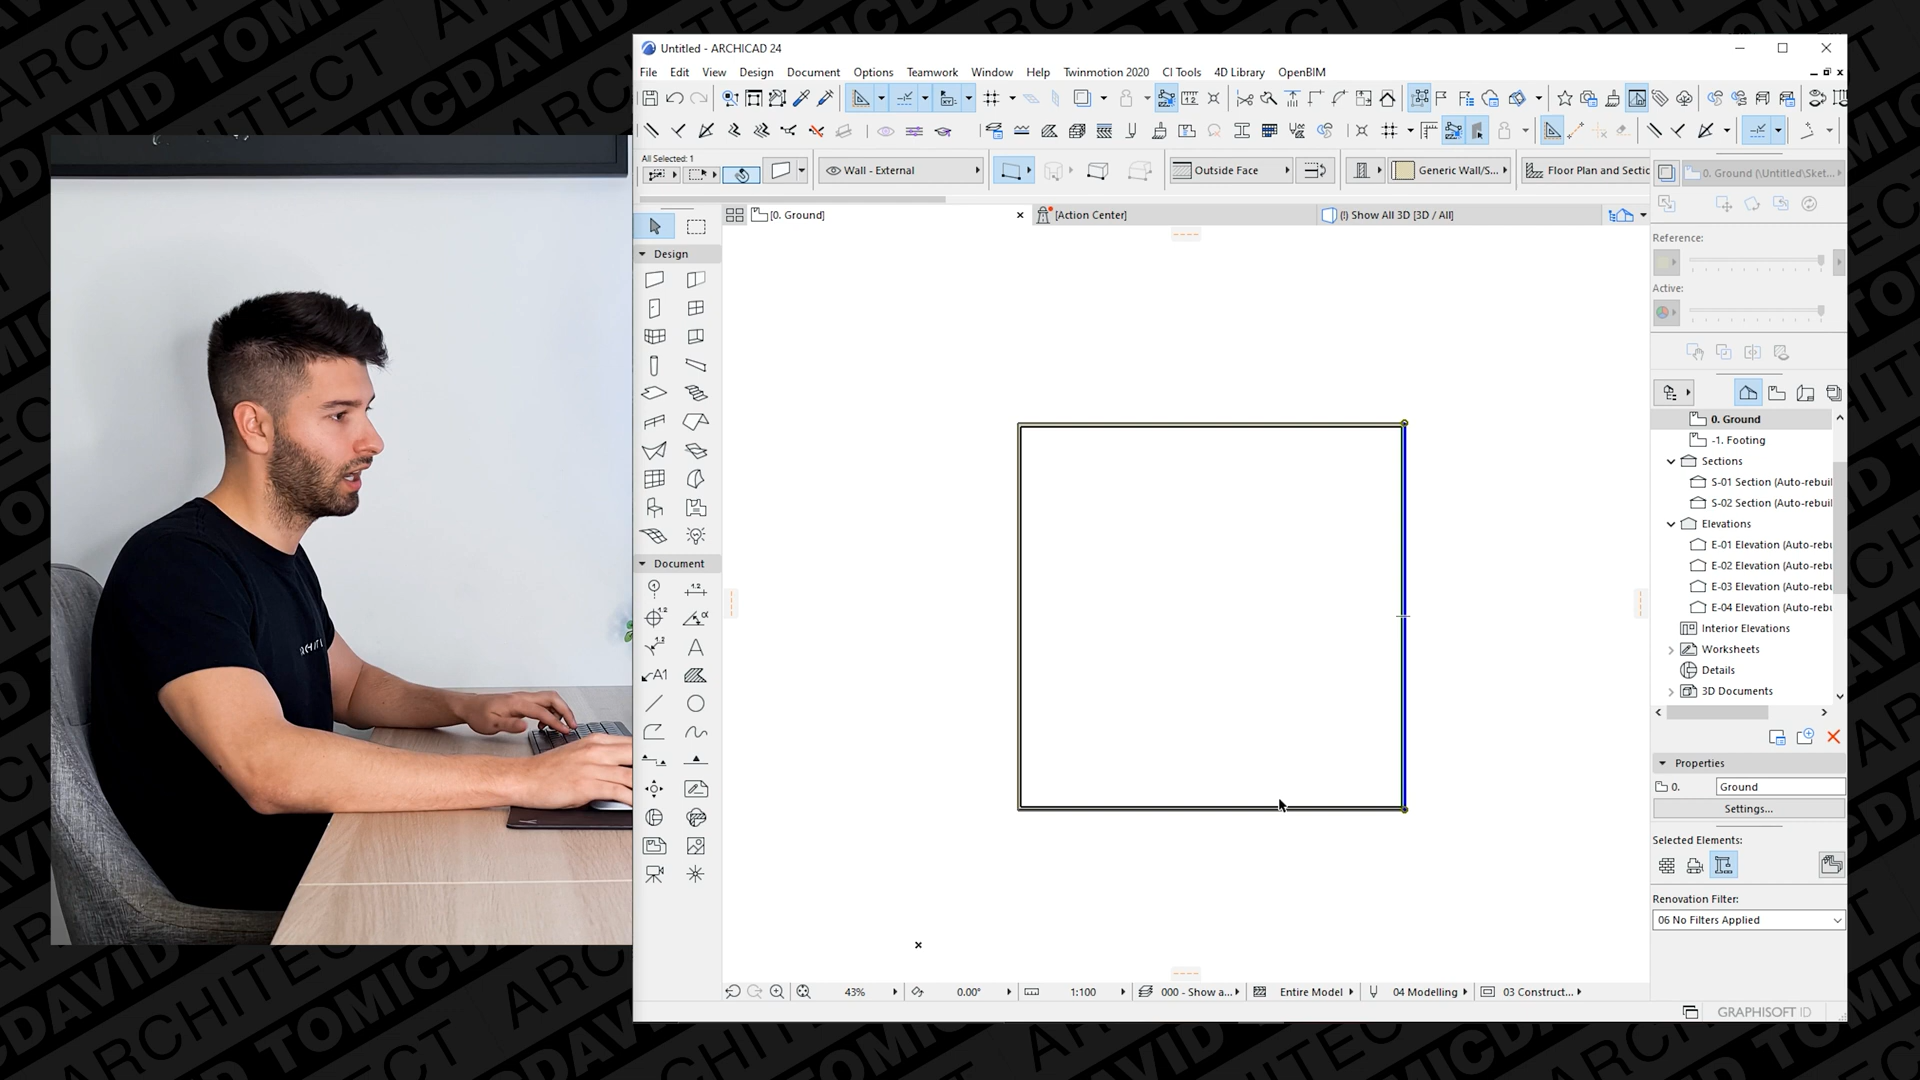 Untitled - ARCHICAD 24
File Edit View Design Document Options Teamwork Window Help Twinmotion 2020 CI Tools 4D Library OpenBIM
All Selected: 1
Wall - External
Outside Face
Generic Wall/S...
Floor Plan and Sectio
0. Ground (\Untitled\Sket...
[0. Ground]
[Action Center]
(!) Show All 3D [3D / All]
Design
Reference:
Active:
0. Ground
-1. Footing
Sections
S-01 Section (Auto-rebuil
S-02 Section (Auto-rebuil
Elevations
E-01 Elevation (Auto-rebu
E-02 Elevation (Auto-rebu
E-03 Elevation (Auto-rebu
E-04 Elevation (Auto-rebu
Interior Elevations
Worksheets
Details
3D Documents
Document
Properties
0.
Ground
Settings...
Selected Elements:
Renovation Filter:
06 No Filters Applied
43%
0.00°
1:100
000 - Show a...
Entire Model
04 Modelling
03 Construct...
GRAPHISOFT ID